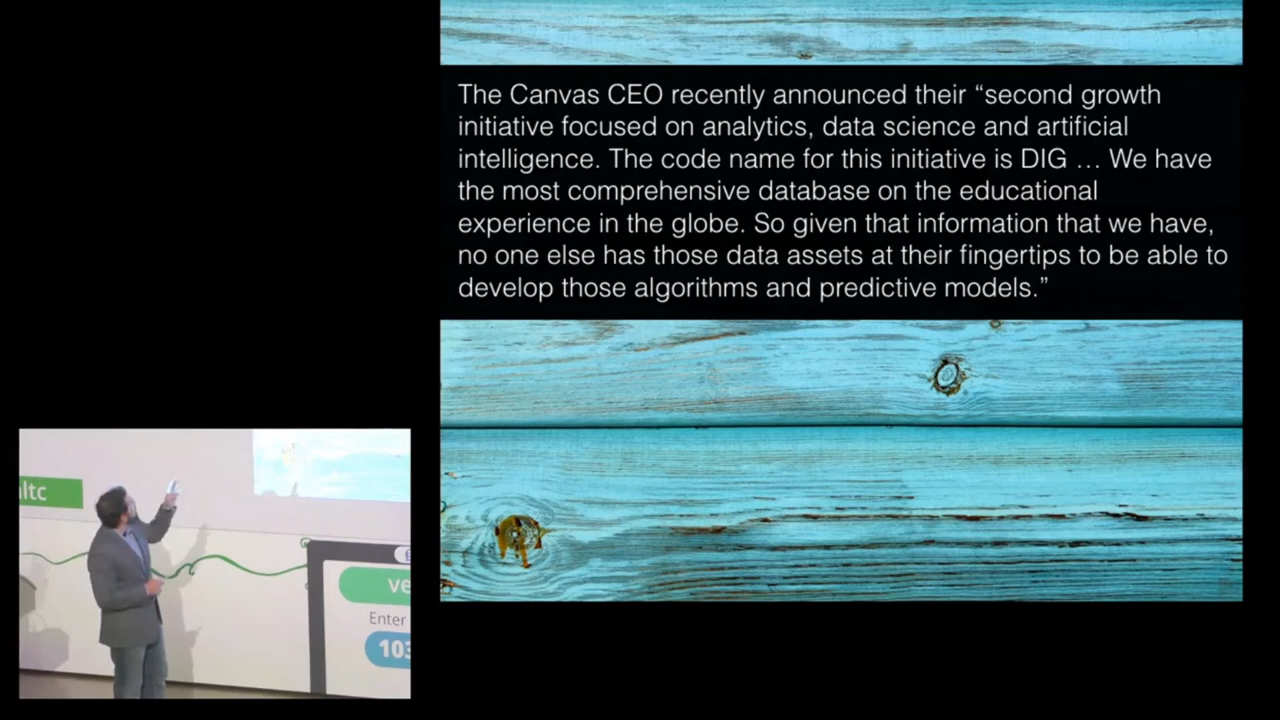 The Canvas CEO recently announced their “second growth
initiative focused on analytics, data science and artificial
intelligence. The code name for this initiative is DIG … We have
the most comprehensive database on the educational
experience in the globe. So given that information that we have,
no one else has those data assets at their fingertips to be able to
develop those algorithms and predictive models.”
ltc
Enter
103